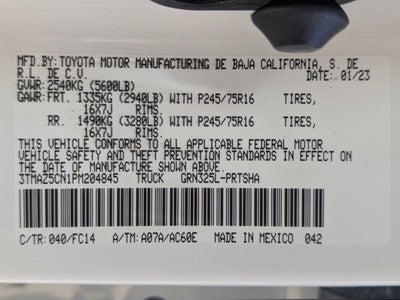 MFD.BY: TOYOTA MOTOR MANUFACTURING DE BAJA CALIFORNIA, S. DE
R.L. DE C.V. DATE: 01/23
GVWR: 2540KG (5600LB)
GAWR: FRT. 1335KG (2940LB) WITH P245/75R16 TIRES,
16X7J RIMS.
RR. 1490KG (3280LB) WITH P245/75R16 TIRES,
16X7J RIMS.
THIS VEHICLE CONFORMS TO ALL APPLICABLE FEDERAL MOTOR
VEHICLE SAFETY AND THEFT PREVENTION STANDARDS IN EFFECT ON
THE DATE OF MANUFACTURE SHOWN ABOVE.
3TMAZ5CN1PM204845 TRUCK GRN325L-PRTSHA
C/TR: 040/FC14 A/TM: A07A/AC60E MADE IN MEXICO 042